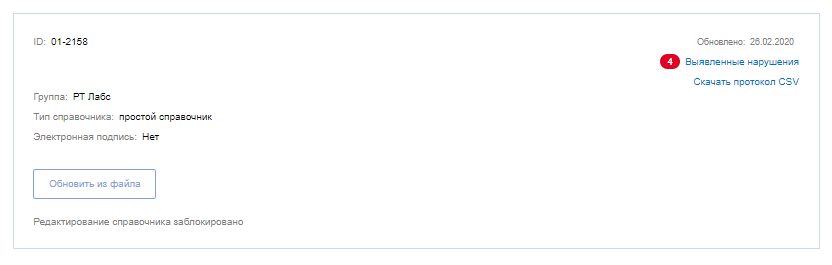 ID: 01-2158
Обновлено: 26.02.2020
4 Выявленные нарушения
Скачать протокол CSV
Группа: РТ Лабс
Тип справочника: простой справочник
Электронная подпись: Нет
Обновить из файла
Редактирование справочника заблокировано